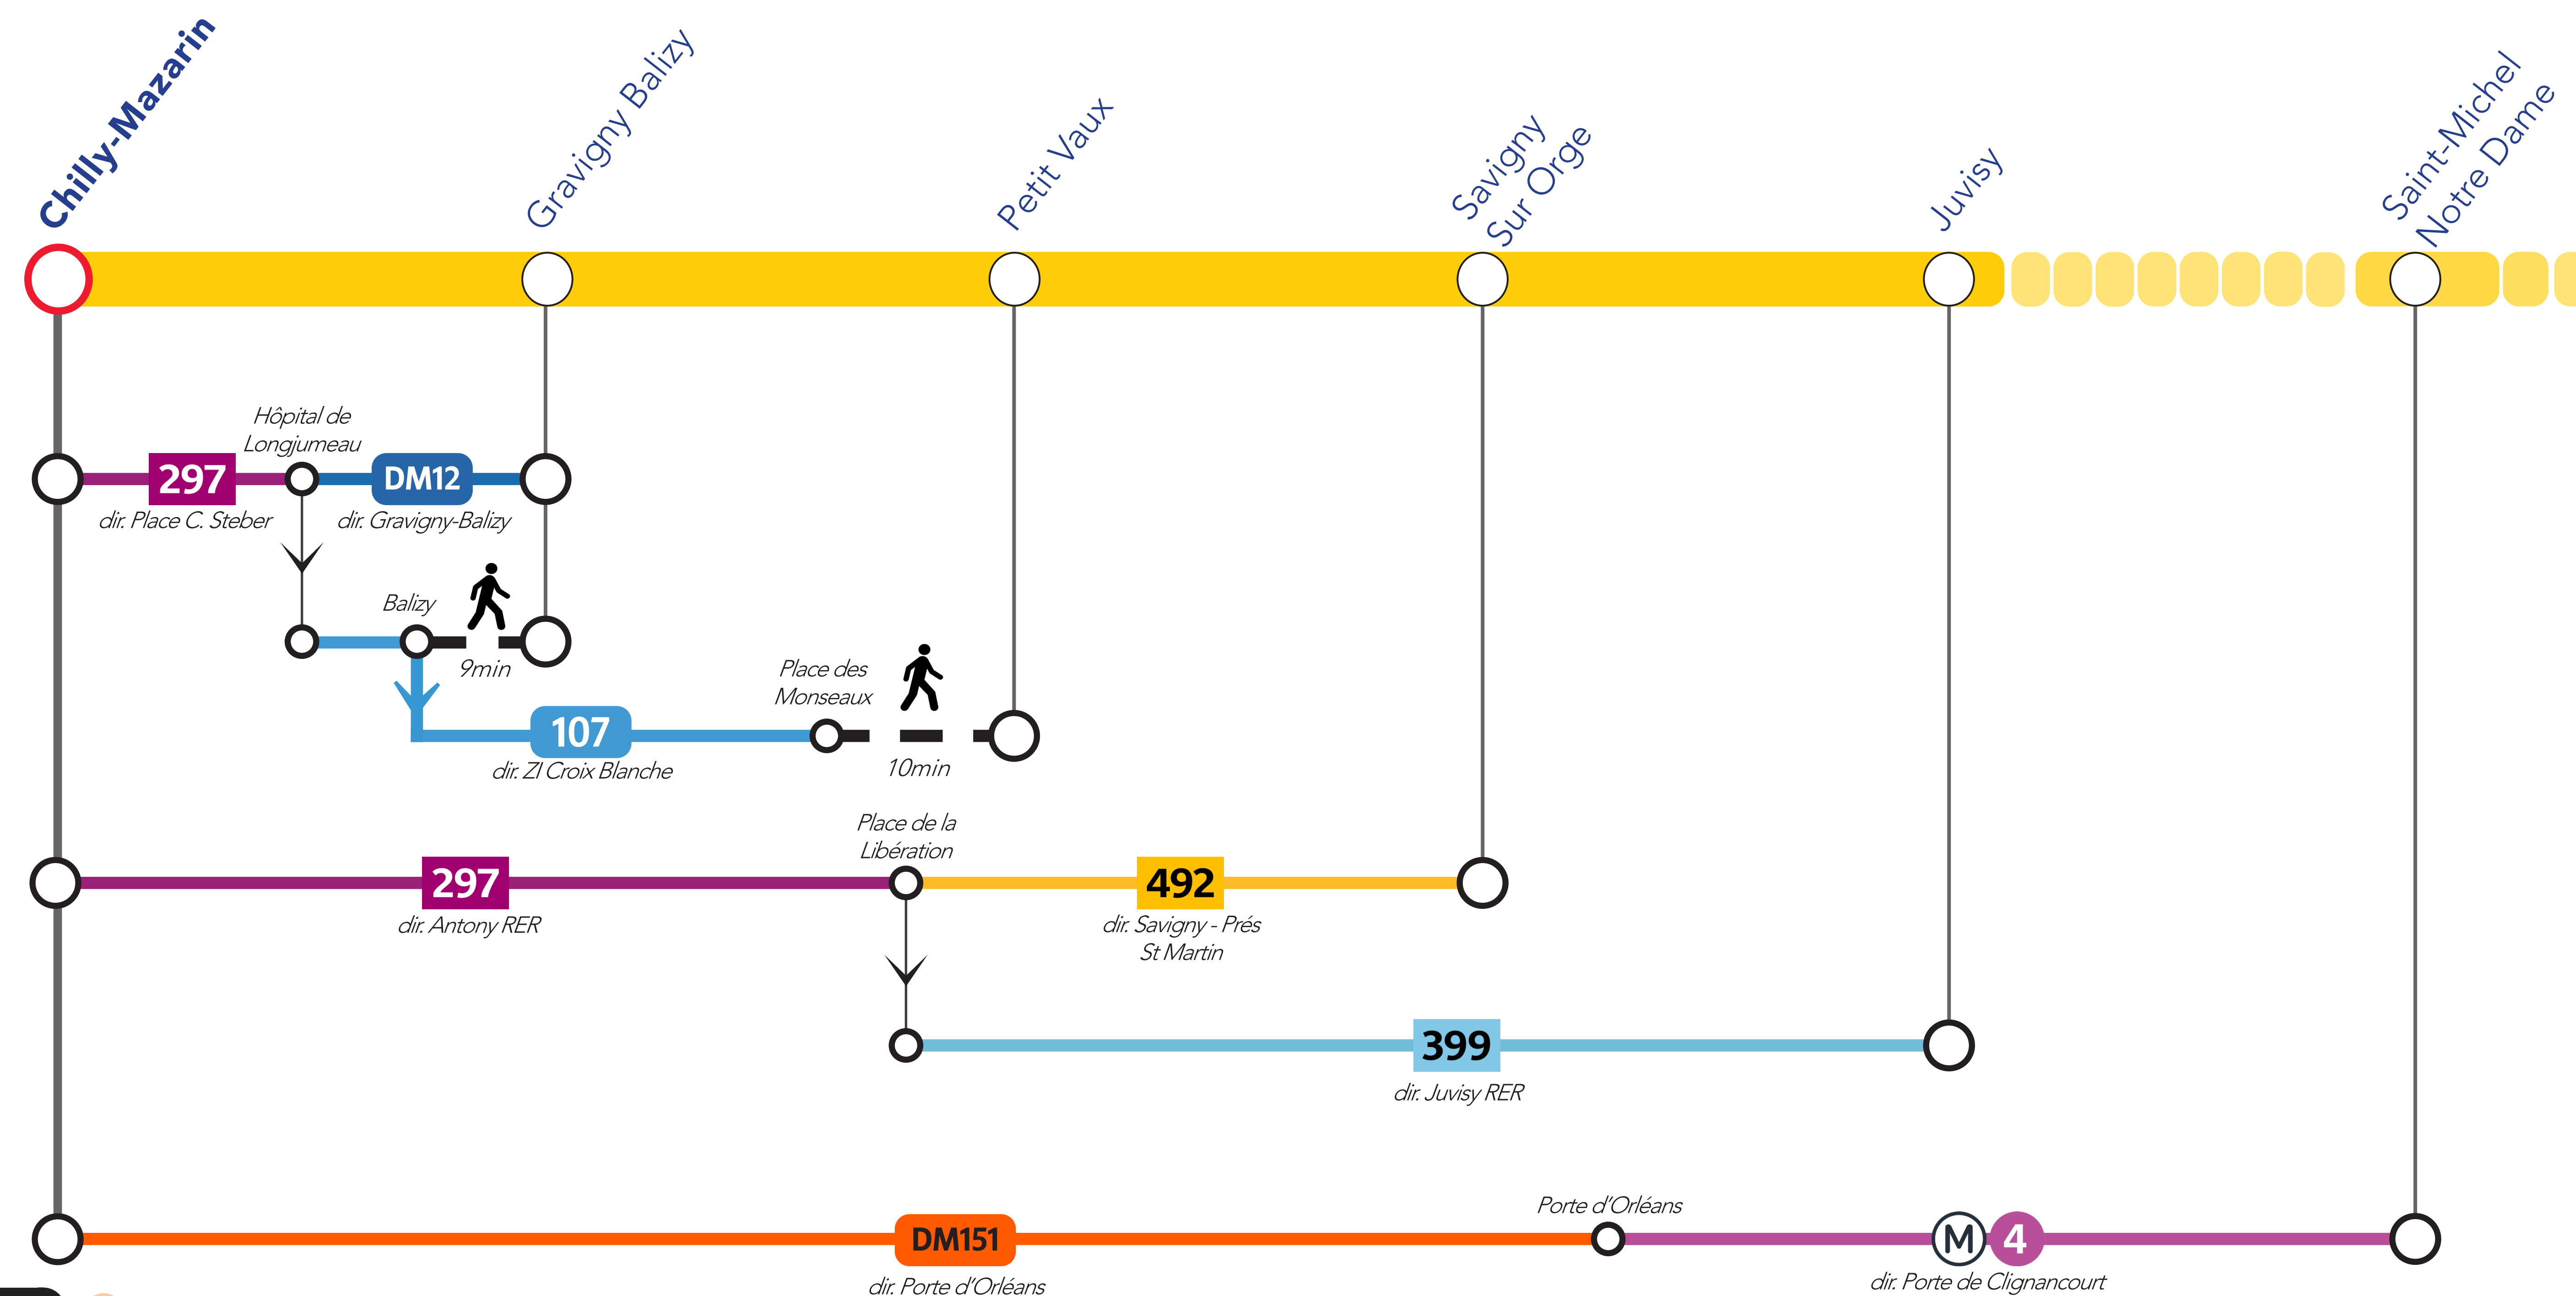 Chilly-Mazarin
Gravigny Balizy
Petit Vaux
Savigny
Sur Orge
Juvisy
Saint-Michel
Notre Dame
Hôpital de
Longjumeau
297
DM12
dir. Place C. Steber
dir. Gravigny-Balizy
Balizy
9min
Place des
Monseaux
107
dir. ZI Croix Blanche
10min
Place de la
Libération
297
492
dir. Antony RER
dir. Savigny - Prés
St Martin
399
dir. Juvisy RER
Porte d'Orléans
DM151
M 4
dir. Porte d'Orléans
dir. Porte de Clignancourt